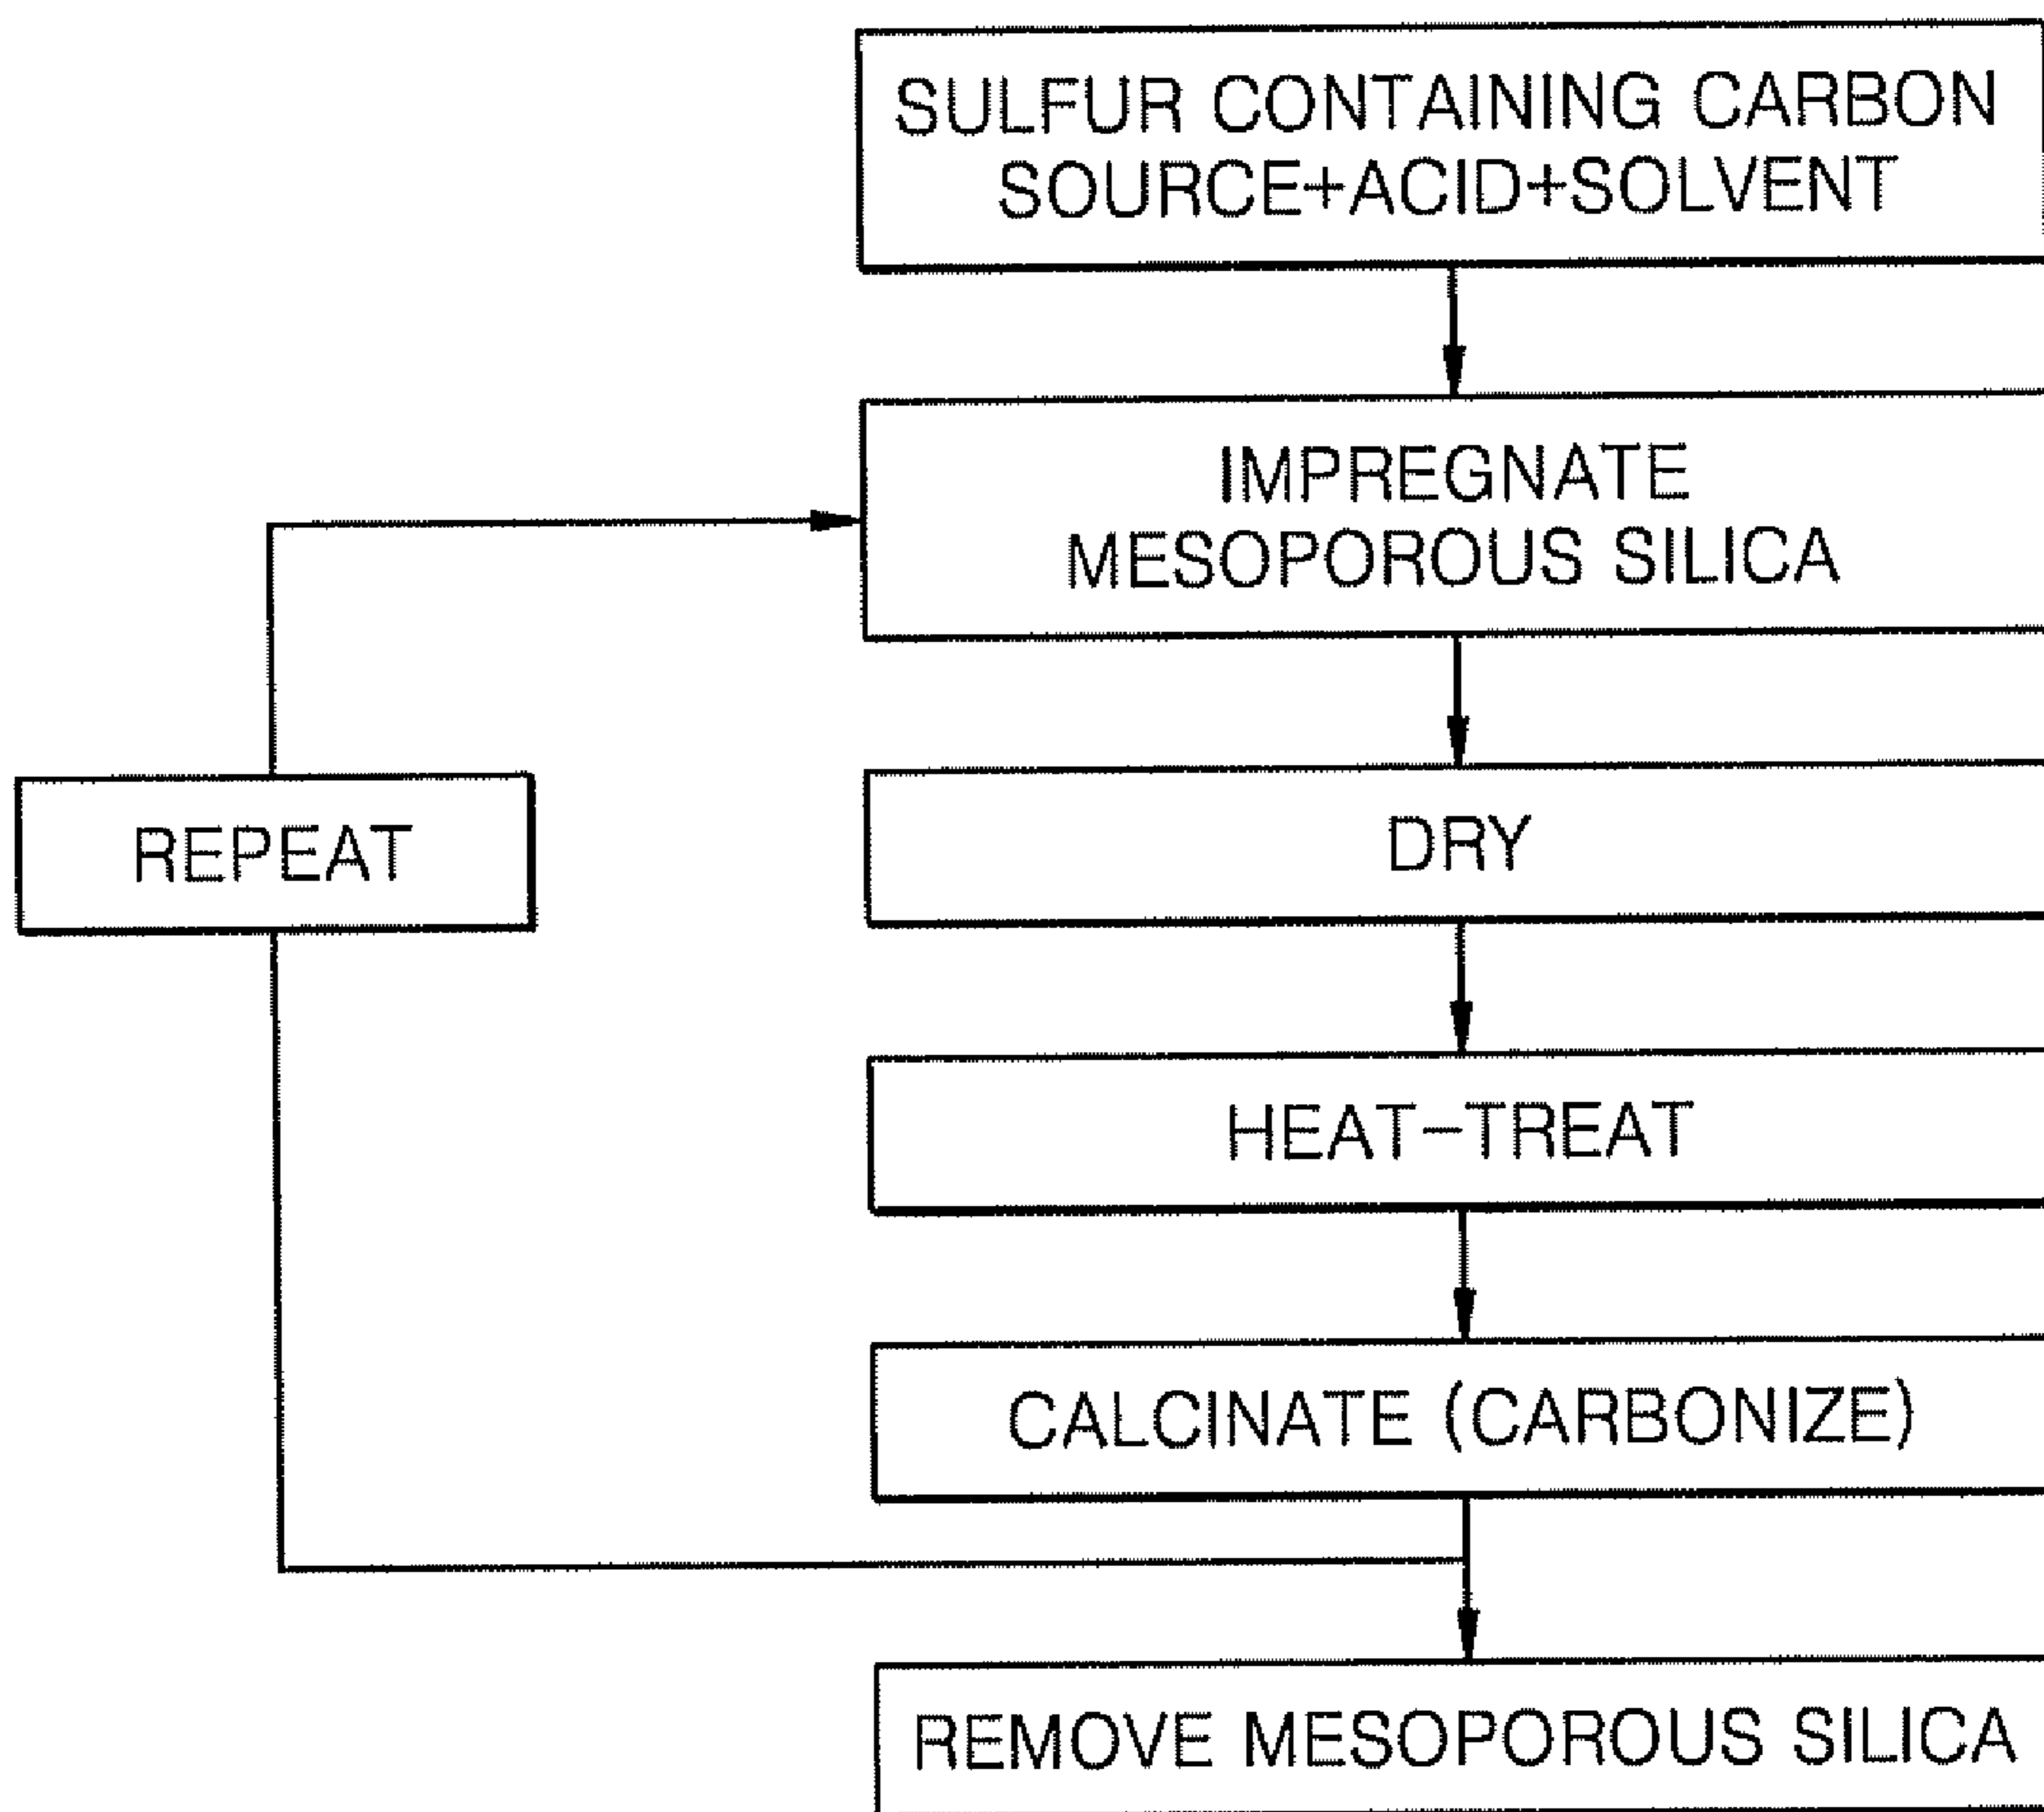 SULFUR CONTAINING CARBON
SOURCE+ACID+SOLVENT
IMPREGNATE
MESOPOROUS SILICA
REPEAT
DRY
HEAT-TREAT
CALCINATE (CARBONIZE)
REMOVE MESOPOROUS SILICA